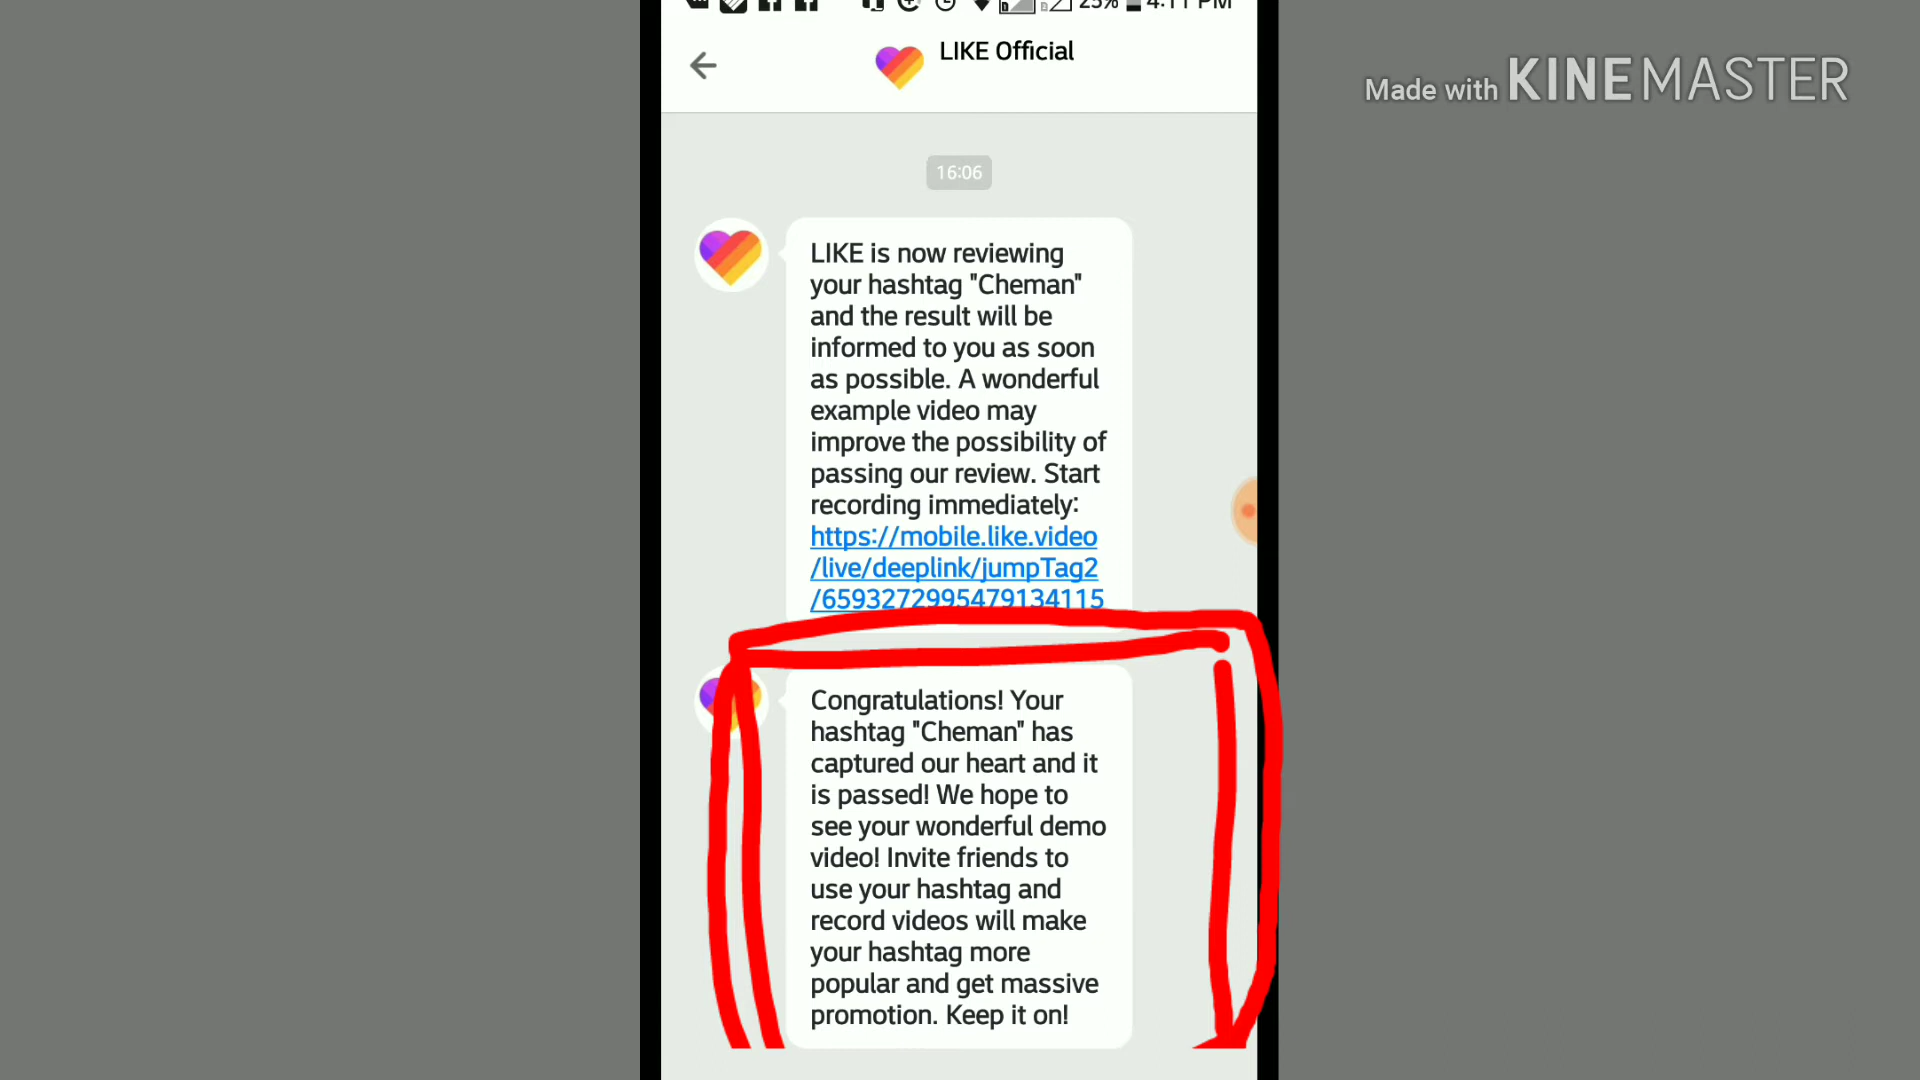 25% 4:11 PM
LIKE Official
Made with KINEMASTER
16:06
LIKE is now reviewing
your hashtag "Cheman"
and the result will be
informed to you as soon
as possible. A wonderful
example video may
improve the possibility of
passing our review. Start
recording immediately:
https://mobile.like.video
/live/deeplink/jumpTag2
/6593272995479134115
Congratulations! Your
hashtag "Cheman" has
captured our heart and it
is passed! We hope to
see your wonderful demo
video! Invite friends to
use your hashtag and
record videos will make
your hashtag more
popular and get massive
promotion. Keep it on!